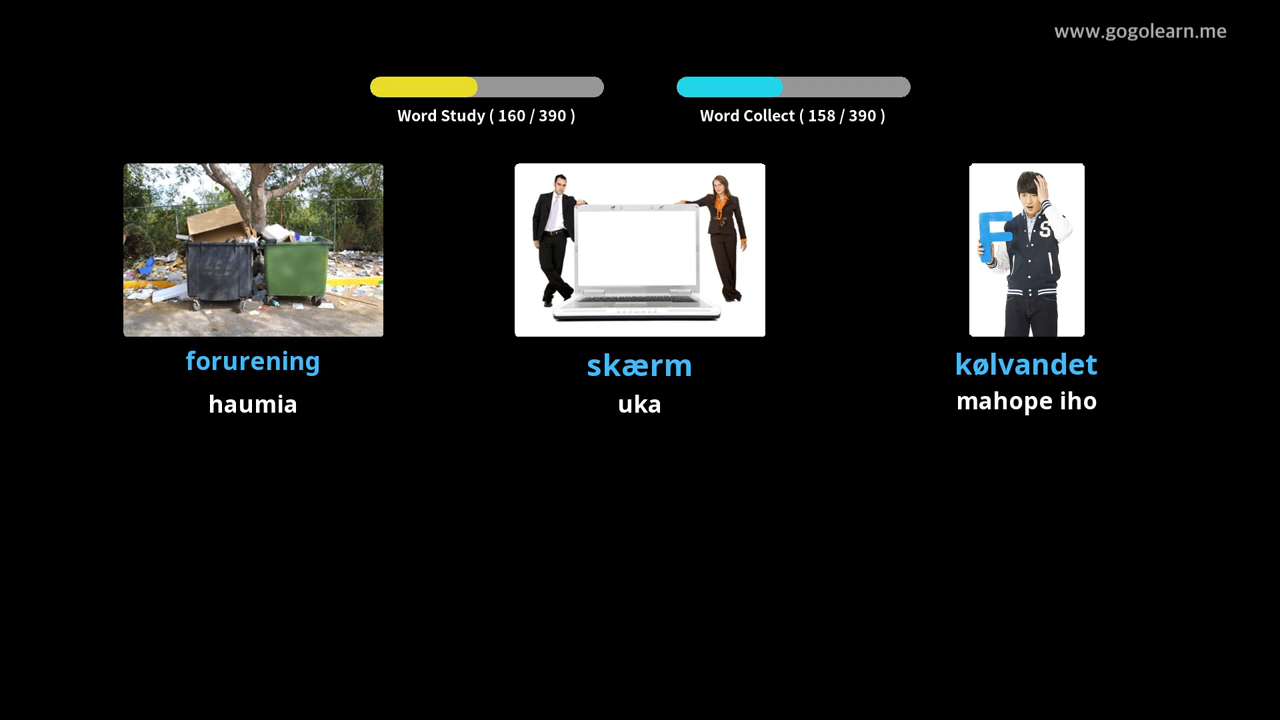 www.gogolearn.me
Word Study ( 160 / 390 )
Word Collect ( 158 / 390 )
F
S
forurening
skærm
kølvandet
haumia
uka
mahope iho